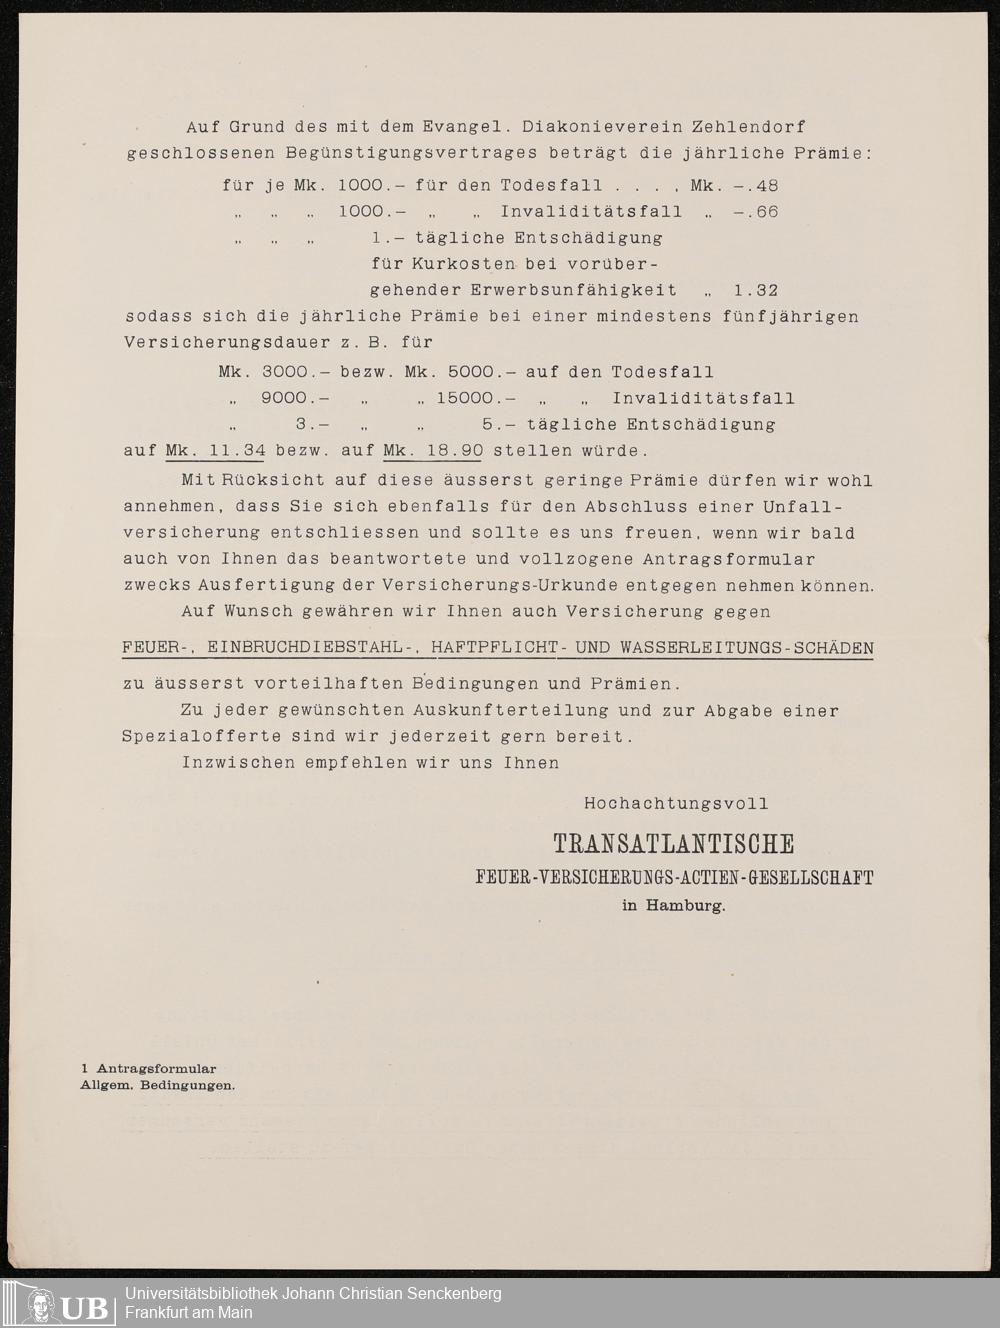 Auf Grund des mit dem Evangel. Diakonieverein Zehlendorf
geschlossenen Begünstigungsvertrages beträgt die jährliche Prämie:
für je Mk. 1000.– für den Todesfall . . . . Mk. –.48
„ „ „ 1000.– „ „ Invaliditätsfall „ –.66
„ „ „ 1.– tägliche Entschädigung
für Kurkosten bei vorüber-
gehender Erwerbsunfähigkeit „ 1.32
sodass sich die jährliche Prämie bei einer mindestens fünfjährigen
Versicherungsdauer z. B. für
Mk. 3000.– bezw. Mk. 5000.– auf den Todesfall
„ 9000.– „ „ 15000.– „ „ Invaliditätsfall
„ 3.– „ „ 5.– tägliche Entschädigung
auf Mk. 11.34 bezw. auf Mk. 18.90 stellen würde.
Mit Rücksicht auf diese äusserst geringe Prämie dürfen wir wohl
annehmen, dass Sie sich ebenfalls für den Abschluss einer Unfall-
versicherung entschliessen und sollte es uns freuen, wenn wir bald
auch von Ihnen das beantwortete und vollzogene Antragsformular
zwecks Ausfertigung der Versicherungs-Urkunde entgegen nehmen können.
Auf Wunsch gewähren wir Ihnen auch Versicherung gegen
FEUER-, EINBRUCHDIEBSTAHL-, HAFTPFLICHT- UND WASSERLEITUNGS-SCHÄDEN
zu äusserst vorteilhaften Bedingungen und Prämien.
Zu jeder gewünschten Auskunfterteilung und zur Abgabe einer
Spezialofferte sind wir jederzeit gern bereit.
Inzwischen empfehlen wir uns Ihnen
Hochachtungsvoll
TRANSATLANTISCHE
FEUER-VERSICHERUNGS-ACTIEN-GESELLSCHAFT
in Hamburg.
1 Antragsformular
Allgem. Bedingungen.
UB
Universitätsbibliothek Johann Christian Senckenberg
Frankfurt am Main